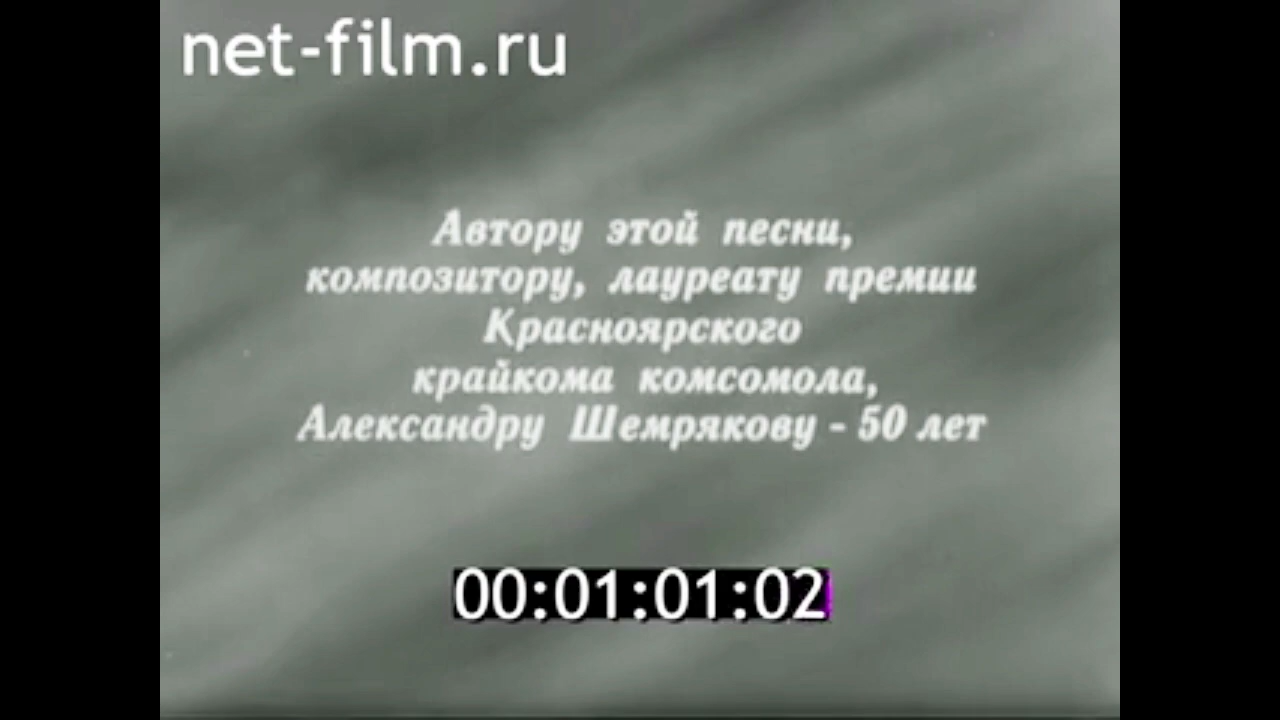 net-film.ru
Автору этой песни,
композитору, лауреату премии
Красноярского
крайкома комсомола,
Александру Шемрякову - 50 лет
00:01:01:02